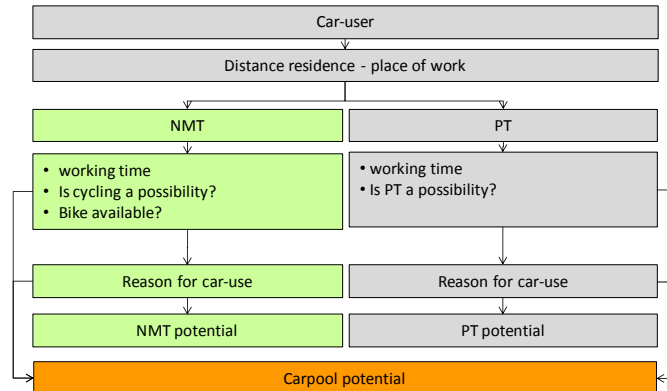 Car-user
Distance residence - place of work
NMT
PT
• working time
• Is cycling a possibility?
• Bike available?
• working time
• Is PT a possibility?
Reason for car-use
Reason for car-use
NMT potential
PT potential
Carpool potential